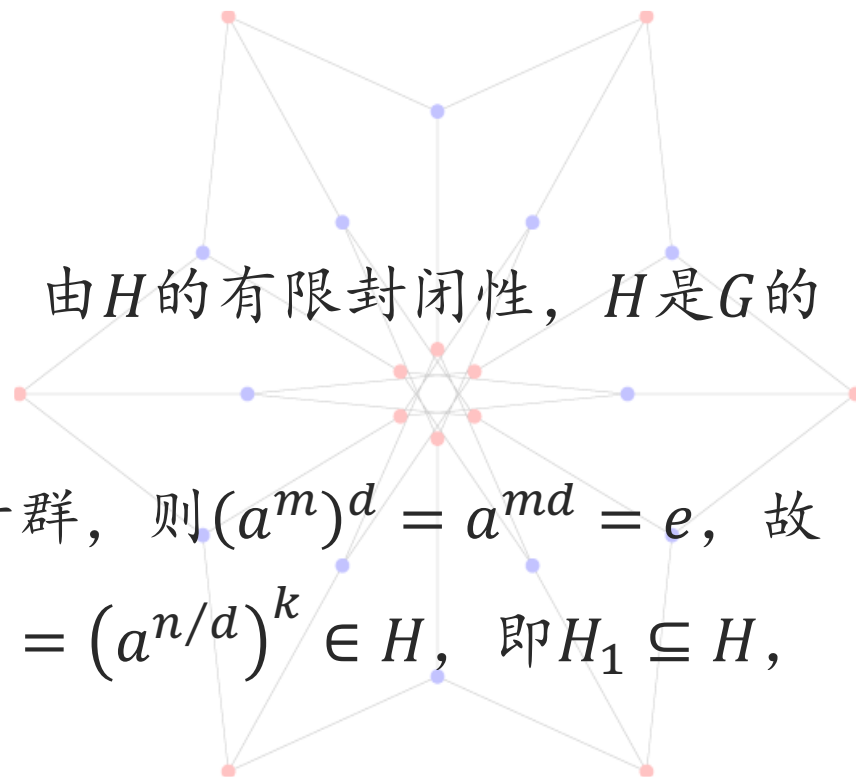 由H的有限封闭性，H是G的
群，则(a^m)^d = a^{md} = e，故
= (a^{n/d})^k ∈ H，即H_1 ⊆ H，